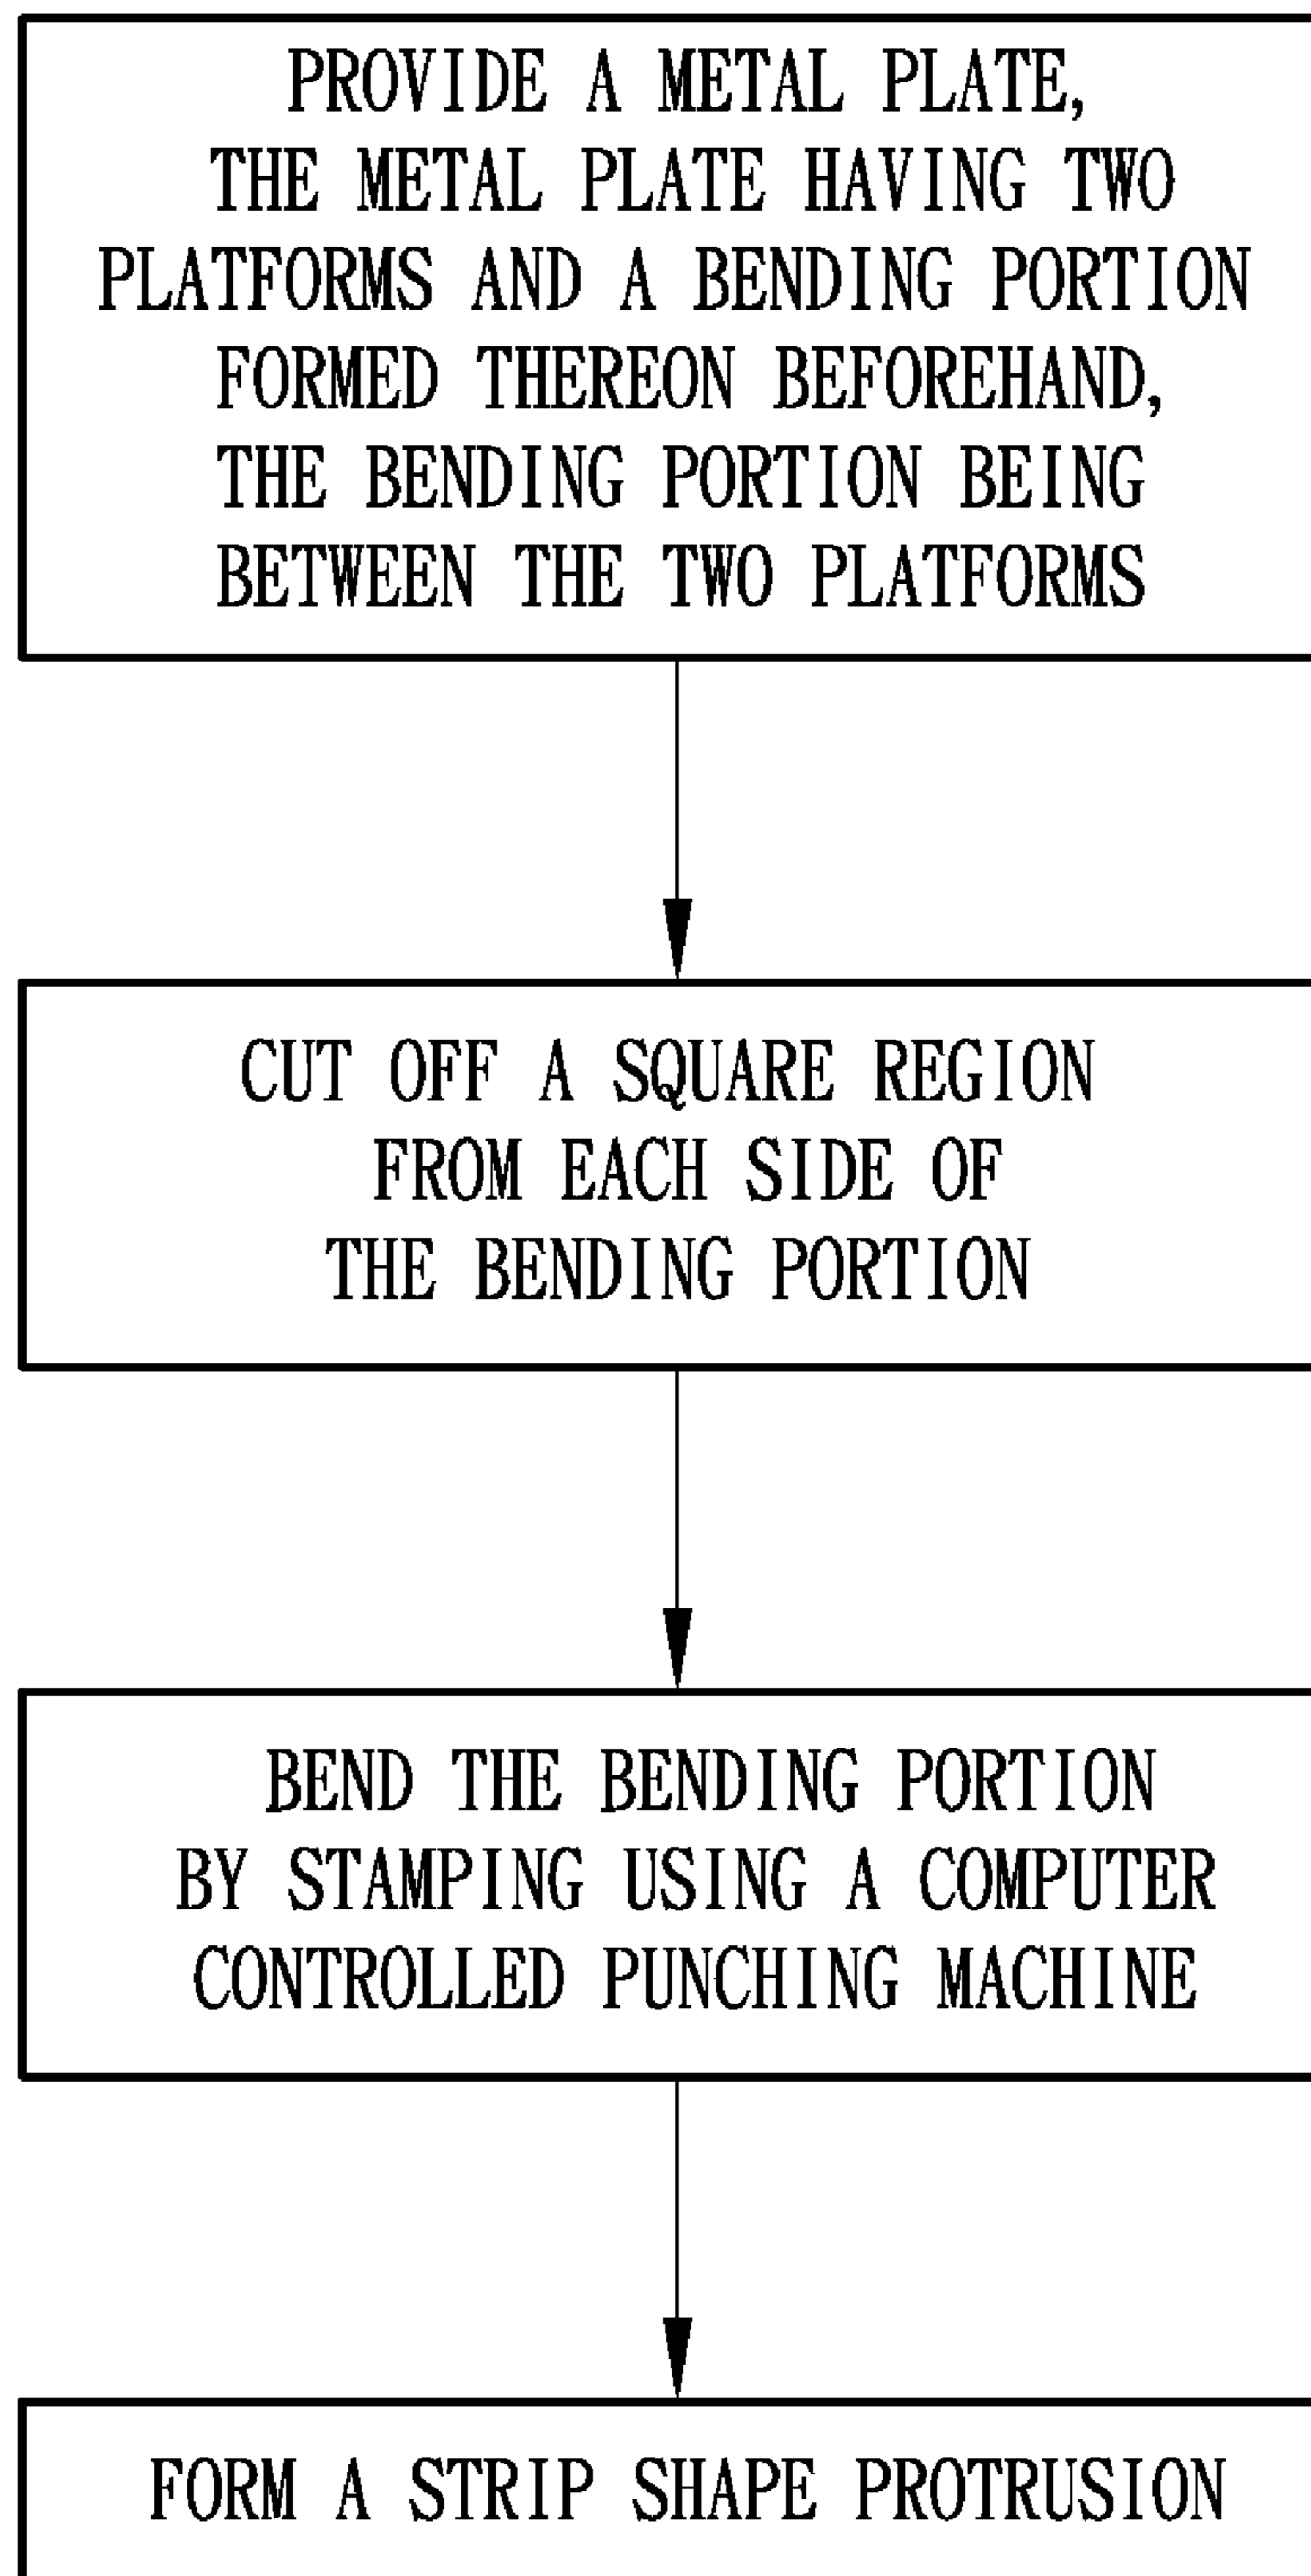 PROVIDE A METAL PLATE,
THE METAL PLATE HAVING TWO
PLATFORMS AND A BENDING PORTION
FORMED THEREON BEFOREHAND,
THE BENDING PORTION BEING
BETWEEN THE TWO PLATFORMS
CUT OFF A SQUARE REGION
FROM EACH SIDE OF
THE BENDING PORTION
BEND THE BENDING PORTION
BY STAMPING USING A COMPUTER
CONTROLLED PUNCHING MACHINE
FORM A STRIP SHAPE PROTRUSION